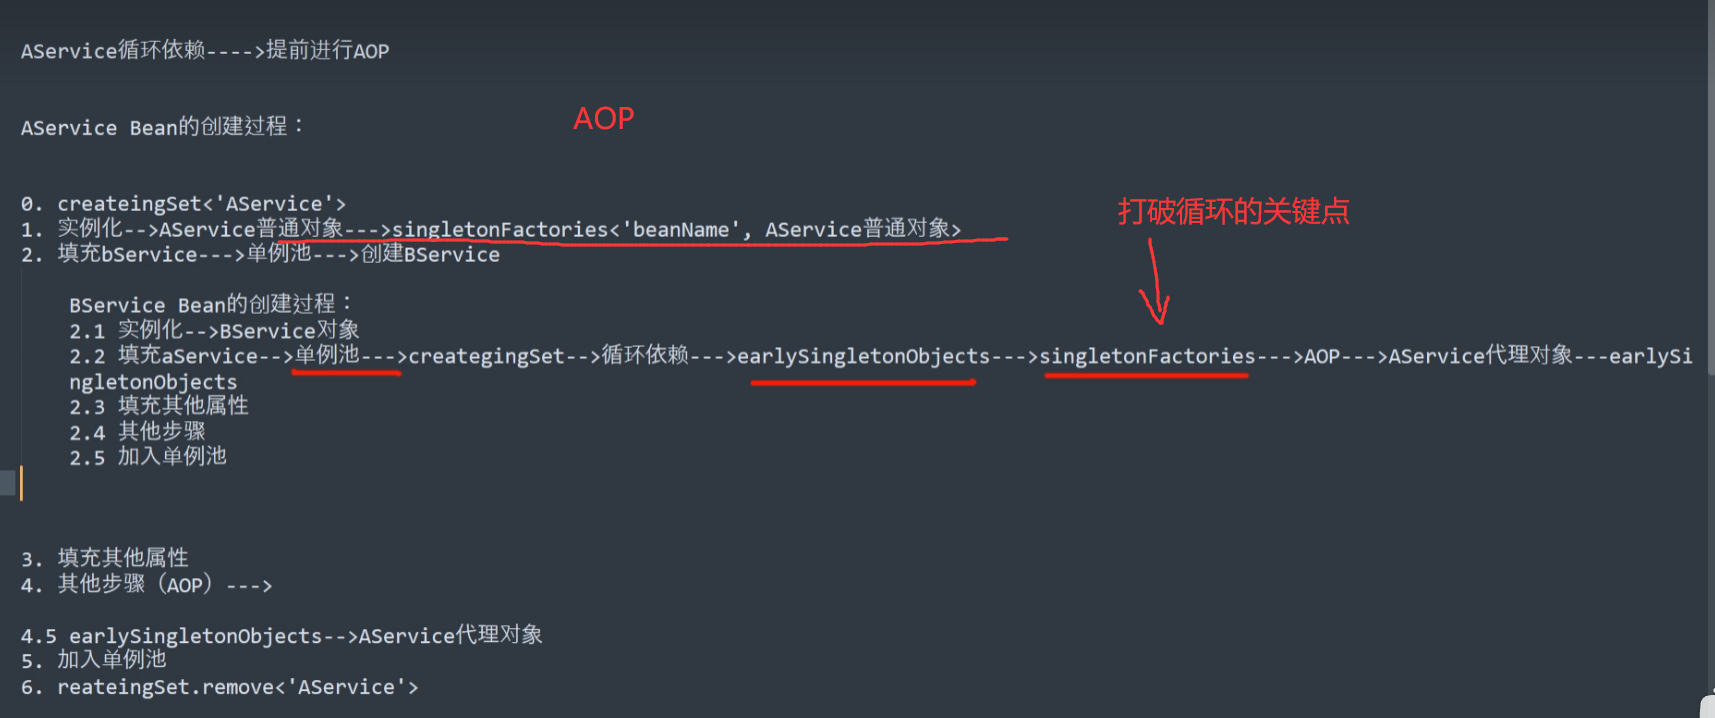 AService循环依赖---->提前进行AOP
AService Bean的创建过程：
AOP
0. createingSet<'AService'>
打破循环的关键点
1. 实例化-->AService普通对象--->singletonFactories<'beanName', AService普通对象>
2. 填充bService--->单例池--->创建BService
BService Bean的创建过程：
2.1 实例化-->BService对象
2.2 填充aService-->单例池--->creategingSet-->循环依赖--->earlySingletonObjects--->singletonFactories--->AOP--->AService代理对象---earlySi
ngletonObjects
2.3 填充其他属性
2.4 其他步骤
2.5 加入单例池
3. 填充其他属性
4. 其他步骤（AOP）--->
4.5 earlySingletonObjects-->AService代理对象
5. 加入单例池
6. reateingSet.remove<'AService'>